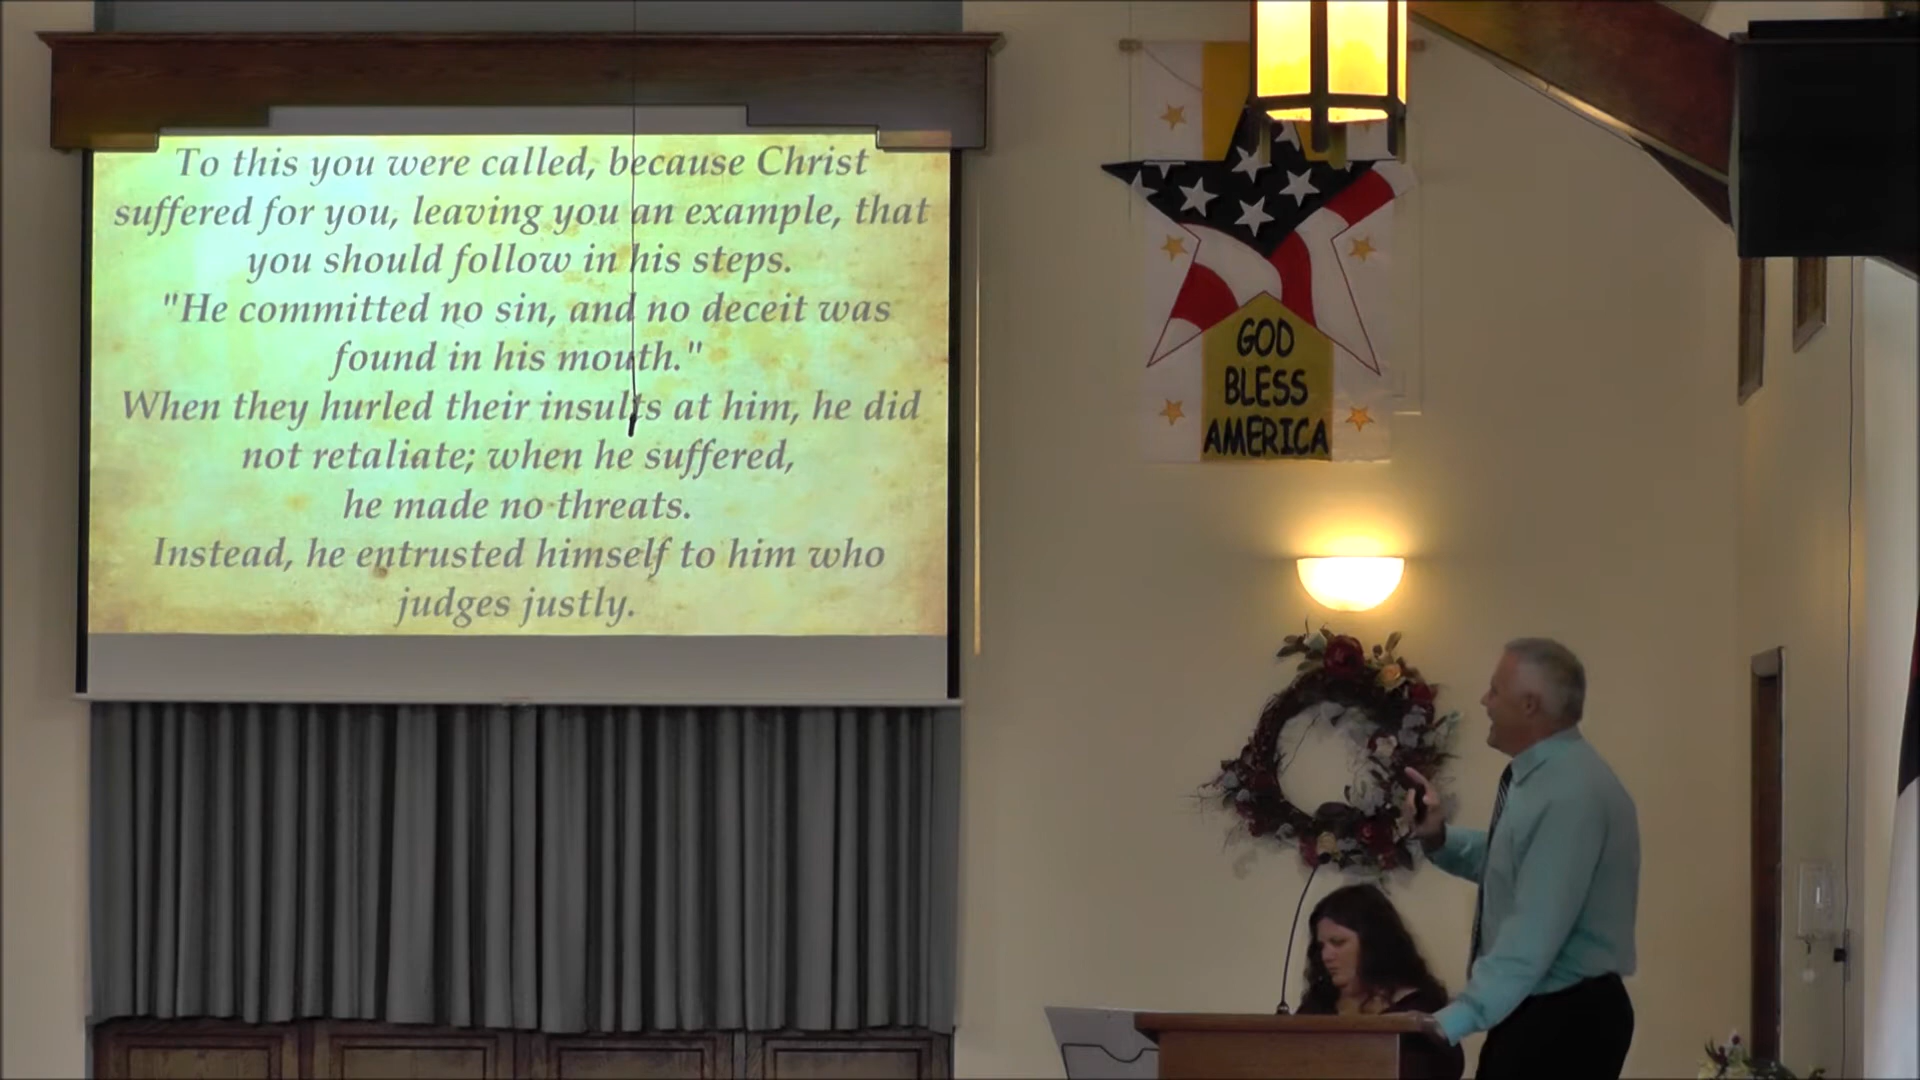 To this you were called, because Christ
suffered for you, leaving you an example, that
you should follow in his steps.
"He committed no sin, and no deceit was
found in his mouth."
When they hurled their insults at him, he did
not retaliate; when he suffered,
he made no threats.
Instead, he entrusted himself to him who
judges justly.
GOD
BLESS
AMERICA